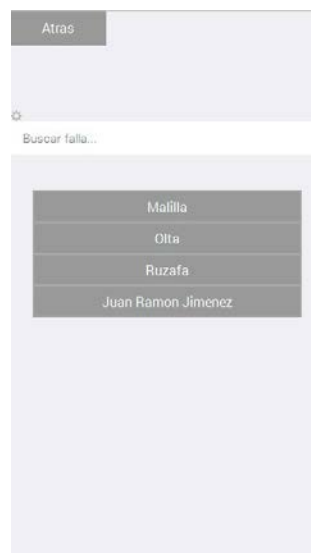 Atras
Buscar falla...
Malilla
Olta
Ruzafa
Juan Ramon Jimenez